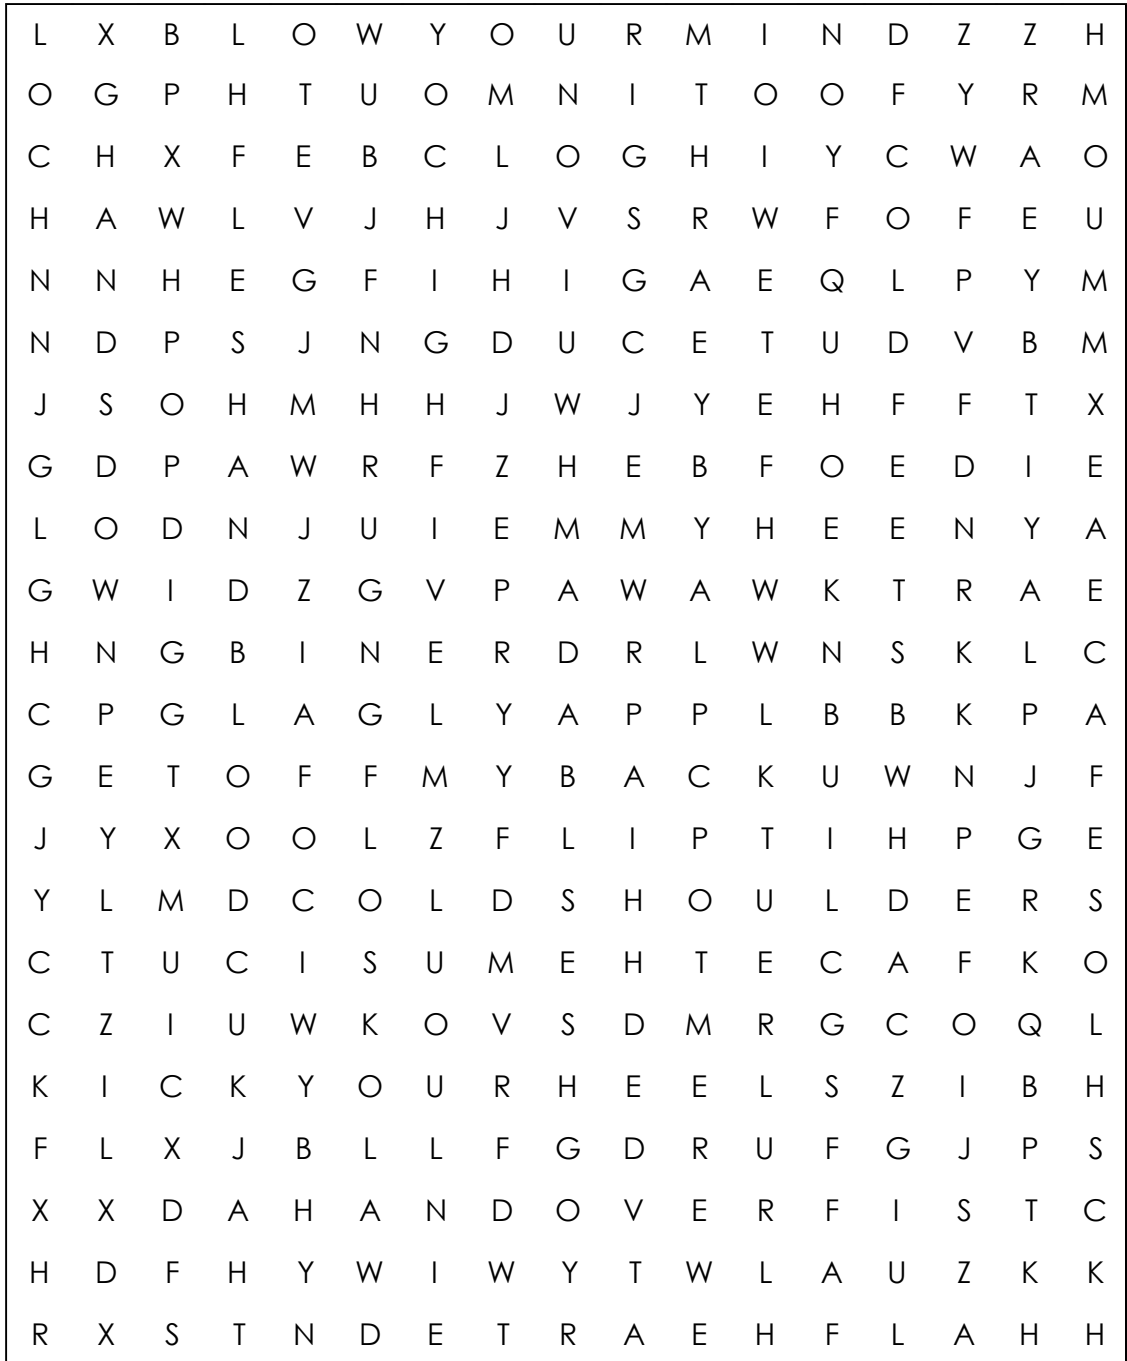 L X B L O W Y O U R M I N D Z Z H
O G P H T U O M N I T O O F Y R M
C H X F E B C L O G H I Y C W A O
H A W L V J H J V S R W F O F E U
N N H E G F I H I G A E Q L P Y M
N D P S J N G D U C E T U D V B M
J S O H M H H J W J Y E H F F T X
G D P A W R F Z H E B F O E D I E
L O D N J U I E M M Y H E E N Y A
G W I D Z G V P A W A W K T R A E
H N G B I N E R D R L W N S K L C
C P G L A G L Y A P P L B B K P A
G E T O F F M Y B A C K U W N J F
J Y X O O L Z F L I P T I H P G E
Y L M D C O L D S H O U L D E R S
C T U C I S U M E H T E C A F K O
C Z I U W K O V S D M R G C O Q L
K I C K Y O U R H E E L S Z I B H
F L X J B L L F G D R U F G J P S
X X D A H A N D O V E R F I S T C
H D F H Y W I W Y T W L A U Z K K
R X S T N D E T R A E H F L A H H